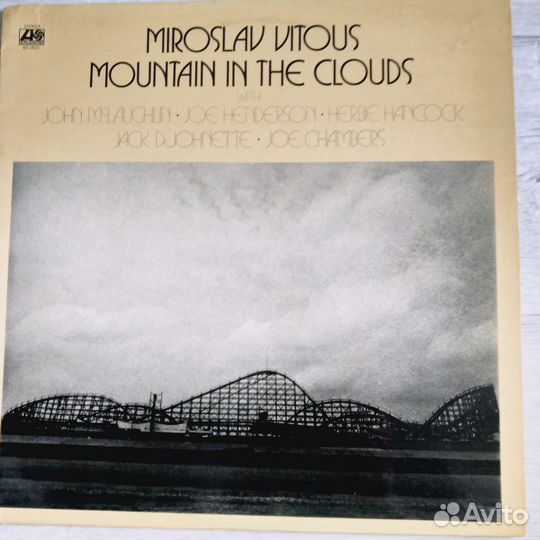 STEREO
ATLANTIC
MIROSLAV VITOUS
MOUNTAIN IN THE CLOUDS
WITH
JOHN McLAUGHLIN • JOE HENDERSON • HERBIE HANCOCK
JACK DeJOHNETTE • JOE CHAMBERS
Avito